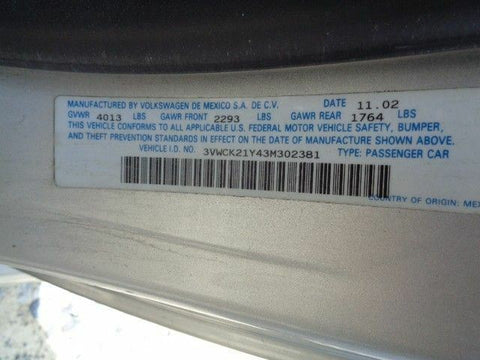 MANUFACTURED BY VOLKSWAGEN DE MEXICO S.A. DE C.V. DATE 11.02
GVWR 4013 LBS GAWR FRONT 2293 LBS GAWR REAR 1764 LBS
THIS VEHICLE CONFORMS TO ALL APPLICABLE U.S. FEDERAL MOTOR VEHICLE SAFETY, BUMPER,
AND THEFT PREVENTION STANDARDS IN EFFECT ON THE DATE OF MANUFACTURE SHOWN ABOVE.
VEHICLE I.D. NO. 3VWCK21Y43M302381 TYPE: PASSENGER CAR
COUNTRY OF ORIGIN: MEX